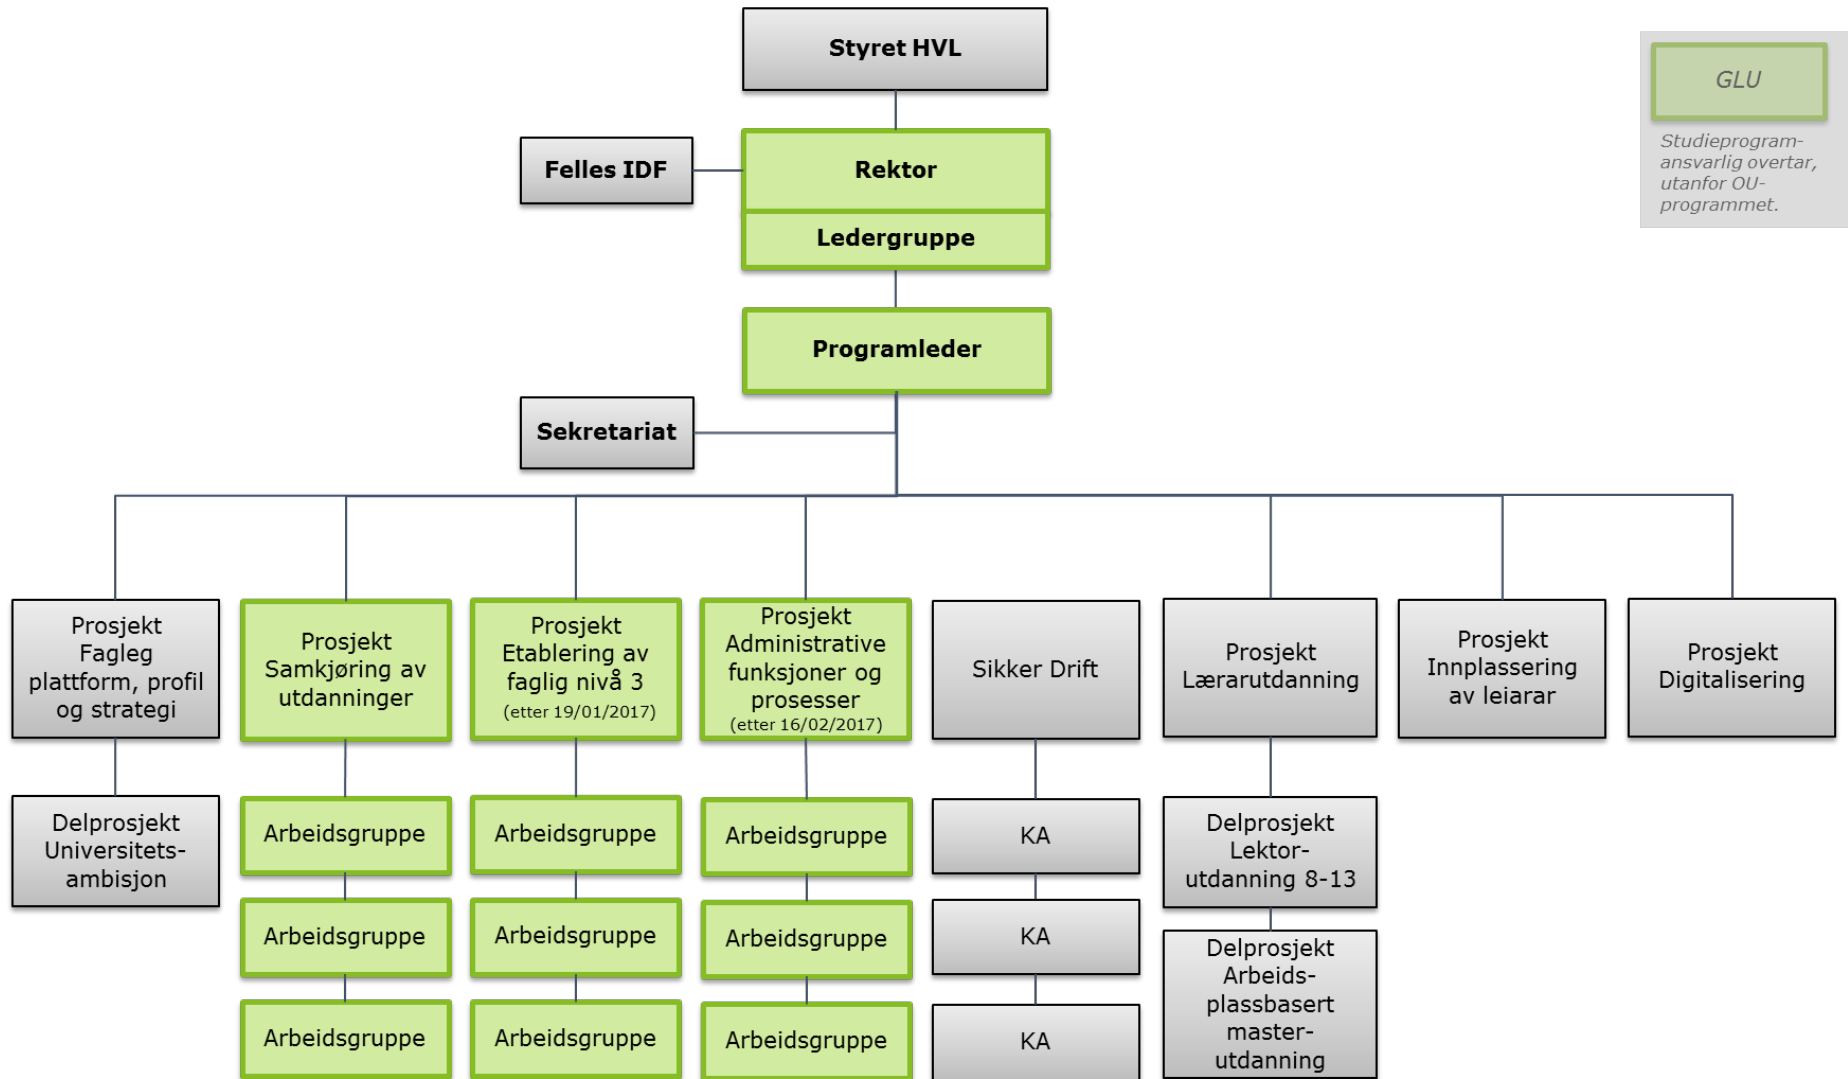 Styret HVL
GLU
Studieprogram-
ansvarlig overtar,
utanfor OU-
programmet.
Felles IDF
Rektor
Ledergruppe
Programleder
Sekretariat
Prosjekt
Fagleg
plattform, profil
og strategi
Prosjekt
Samkjøring av
utdanninger
Prosjekt
Etablering av
faglig nivå 3
(etter 19/01/2017)
Prosjekt
Administrative
funksjoner og
prosesser
(etter 16/02/2017)
Sikker Drift
Prosjekt
Lærarutdanning
Prosjekt
Innplassering
av leiarar
Prosjekt
Digitalisering
Delprosjekt
Universitets-
ambisjon
Arbeidsgruppe
Arbeidsgruppe
Arbeidsgruppe
KA
Delprosjekt
Lektor-
utdanning 8-13
Arbeidsgruppe
Arbeidsgruppe
Arbeidsgruppe
KA
Delprosjekt
Arbeids-
plassbasert
master-
utdanning
Arbeidsgruppe
Arbeidsgruppe
Arbeidsgruppe
KA